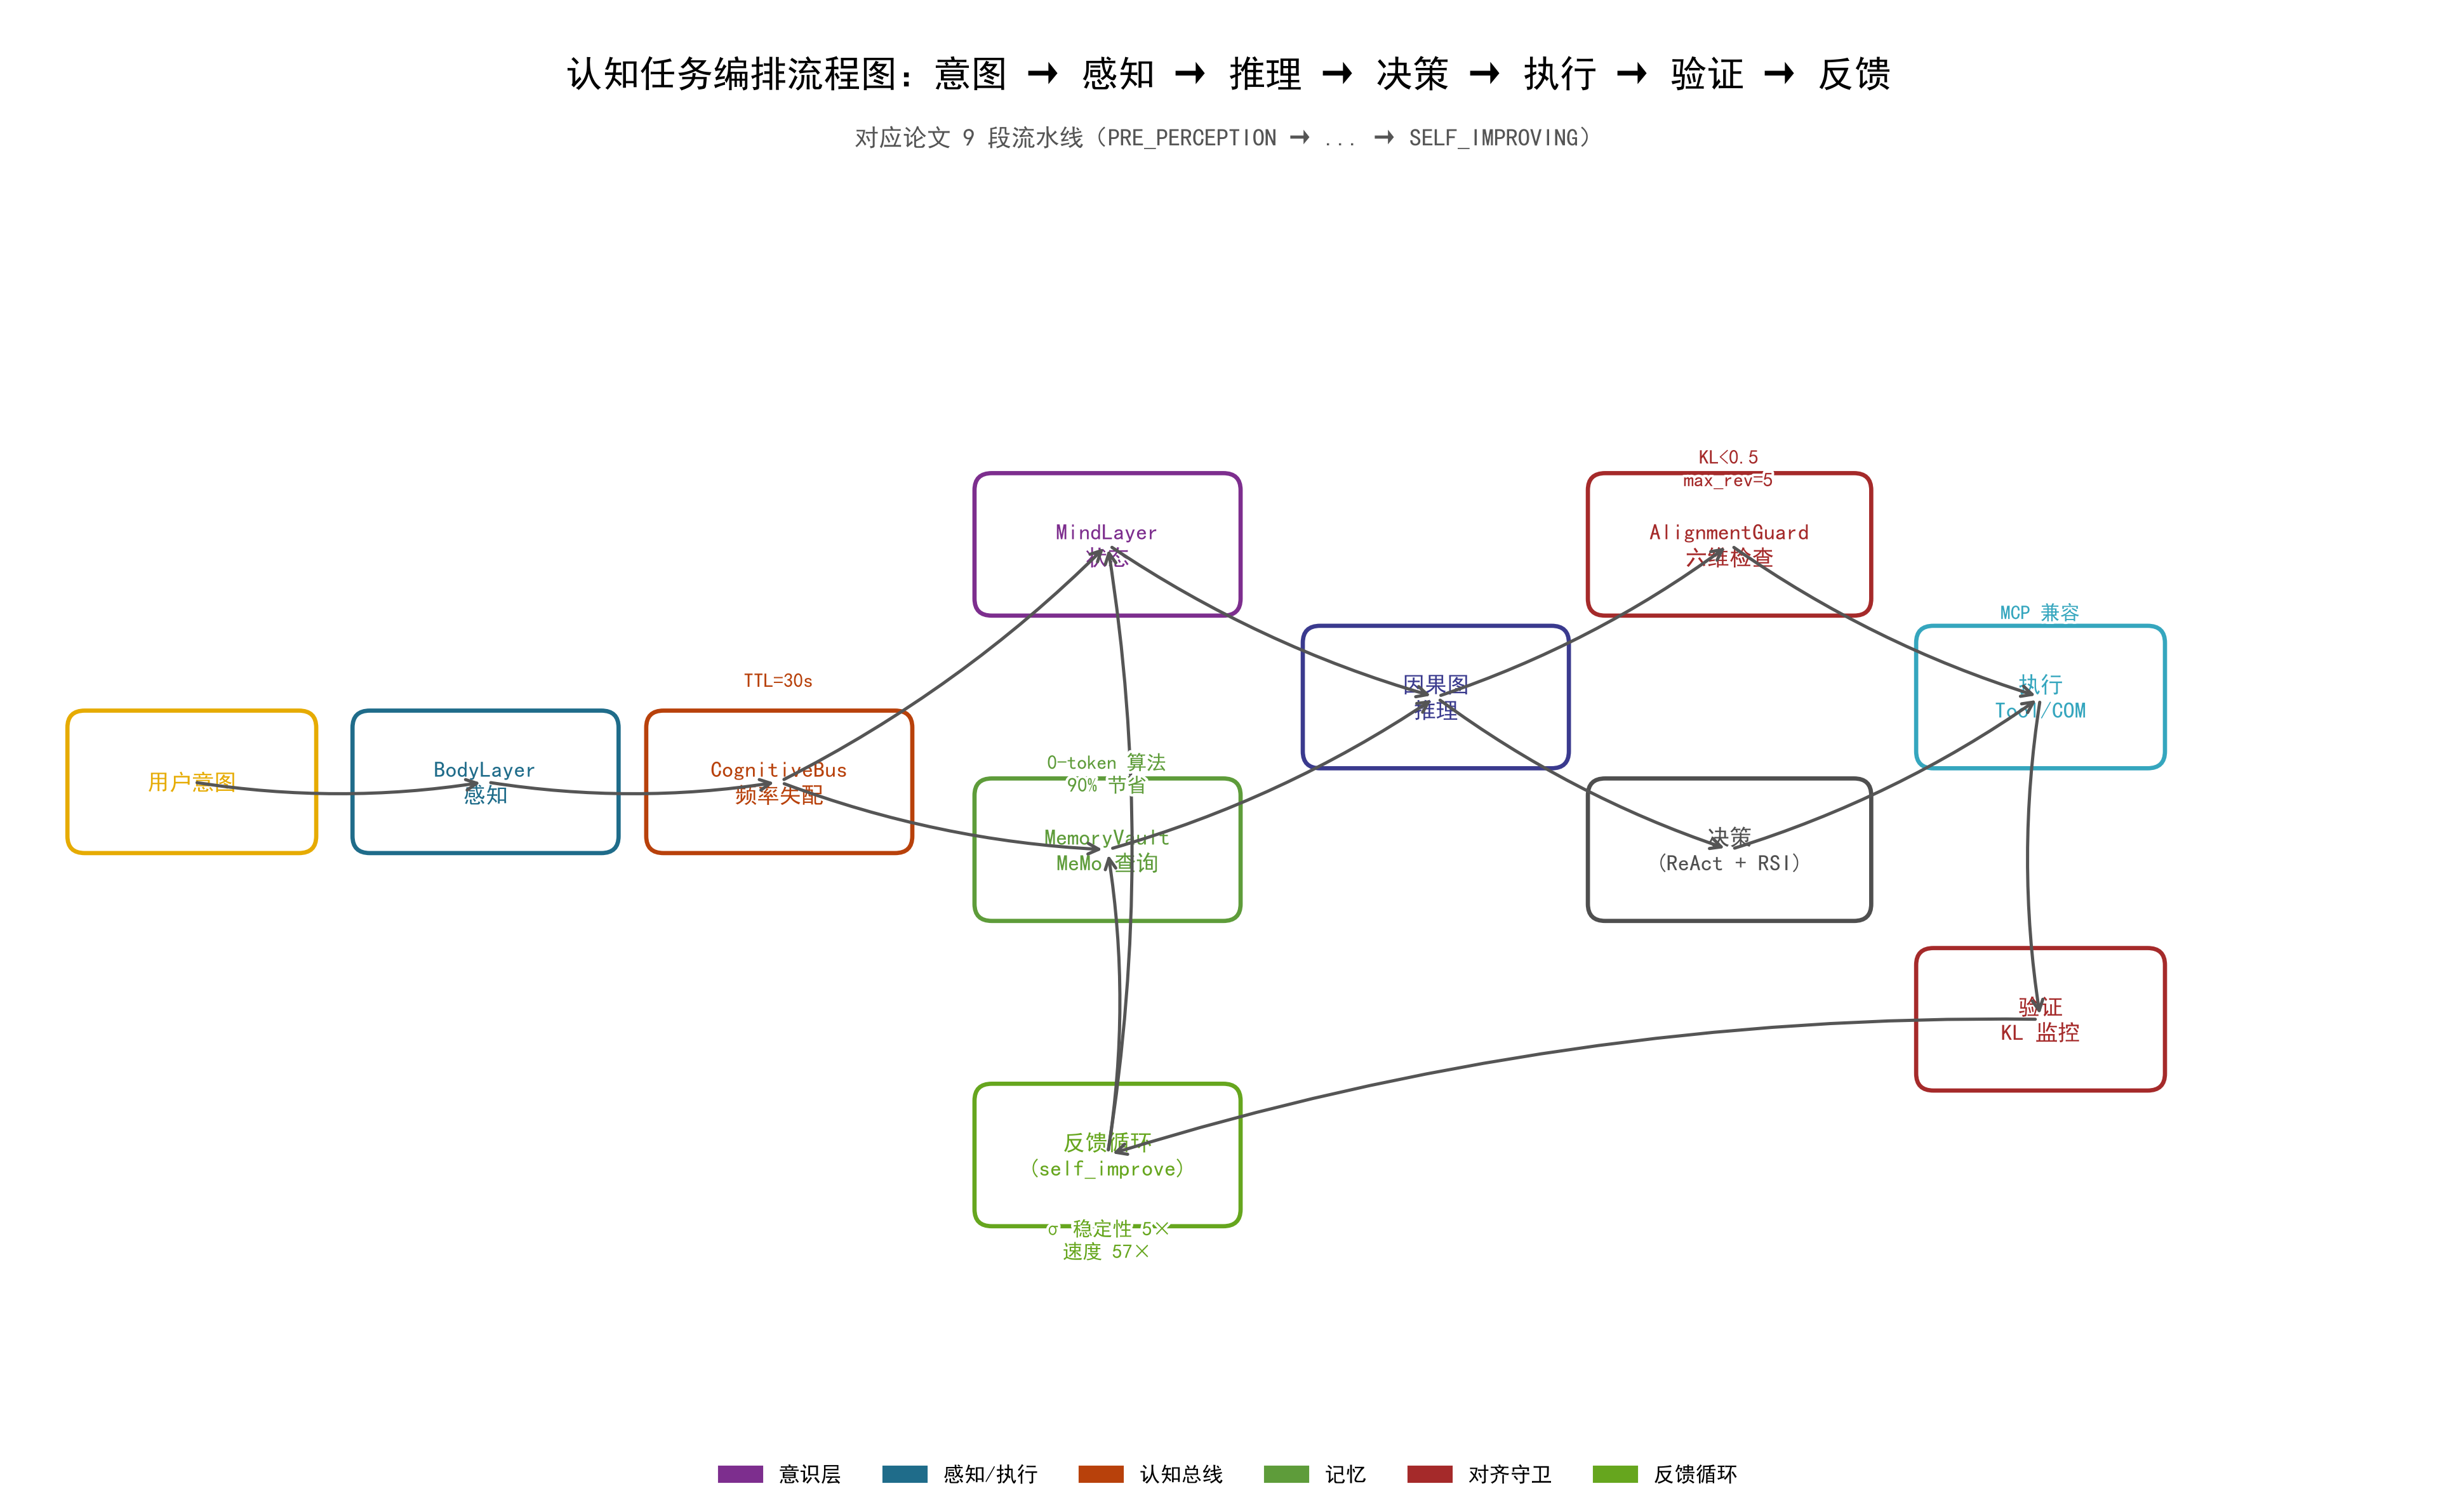 认知任务编排流程图：意图 → 感知 → 推理 → 决策 → 执行 → 验证 → 反馈
对应论文 9 段流水线（PRE_PERCEPTION → ... → SELF_IMPROVING）
KL<0.5
max_rev=5
MindLayer
状态
AlignmentGuard
六维检查
MCP 兼容
TTL=30s
因果图
推理
执行
Tool/COM
用户意图
BodyLayer
感知
CognitiveBus
频率失配
0-token 算法
90% 节省
MemoryVault
MeMo 查询
决策
(ReAct + RSI)
验证
KL 监控
反馈循环
(self_improve)
σ 稳定性 5×
速度 57×
意识层
感知/执行
认知总线
记忆
对齐守卫
反馈循环